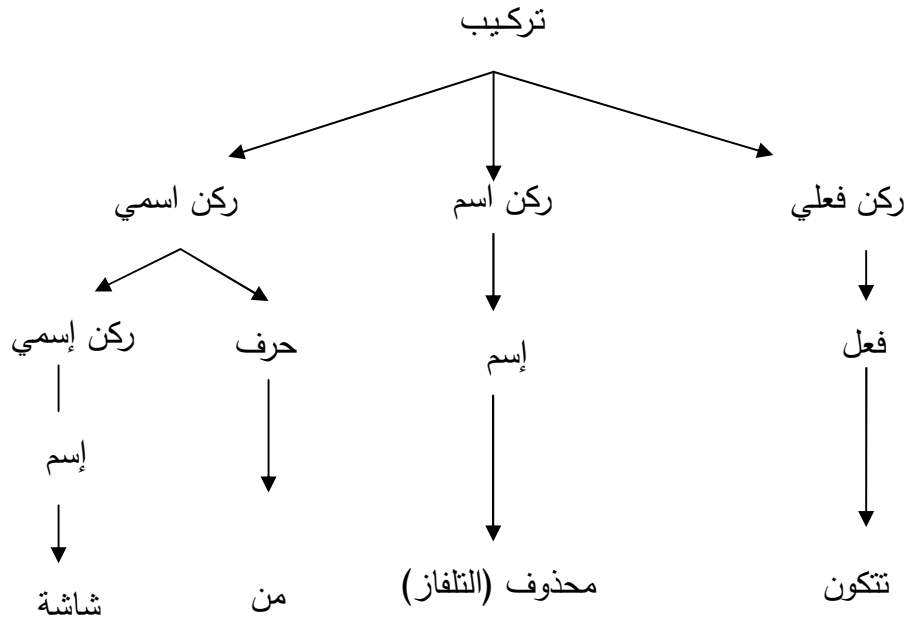 تركيب
ركن فعلي ركن اسم ركن اسمي
فعل إسم حرف ركن إسمي
إسم
تتكون محذوف (التلفاز) من شاشة